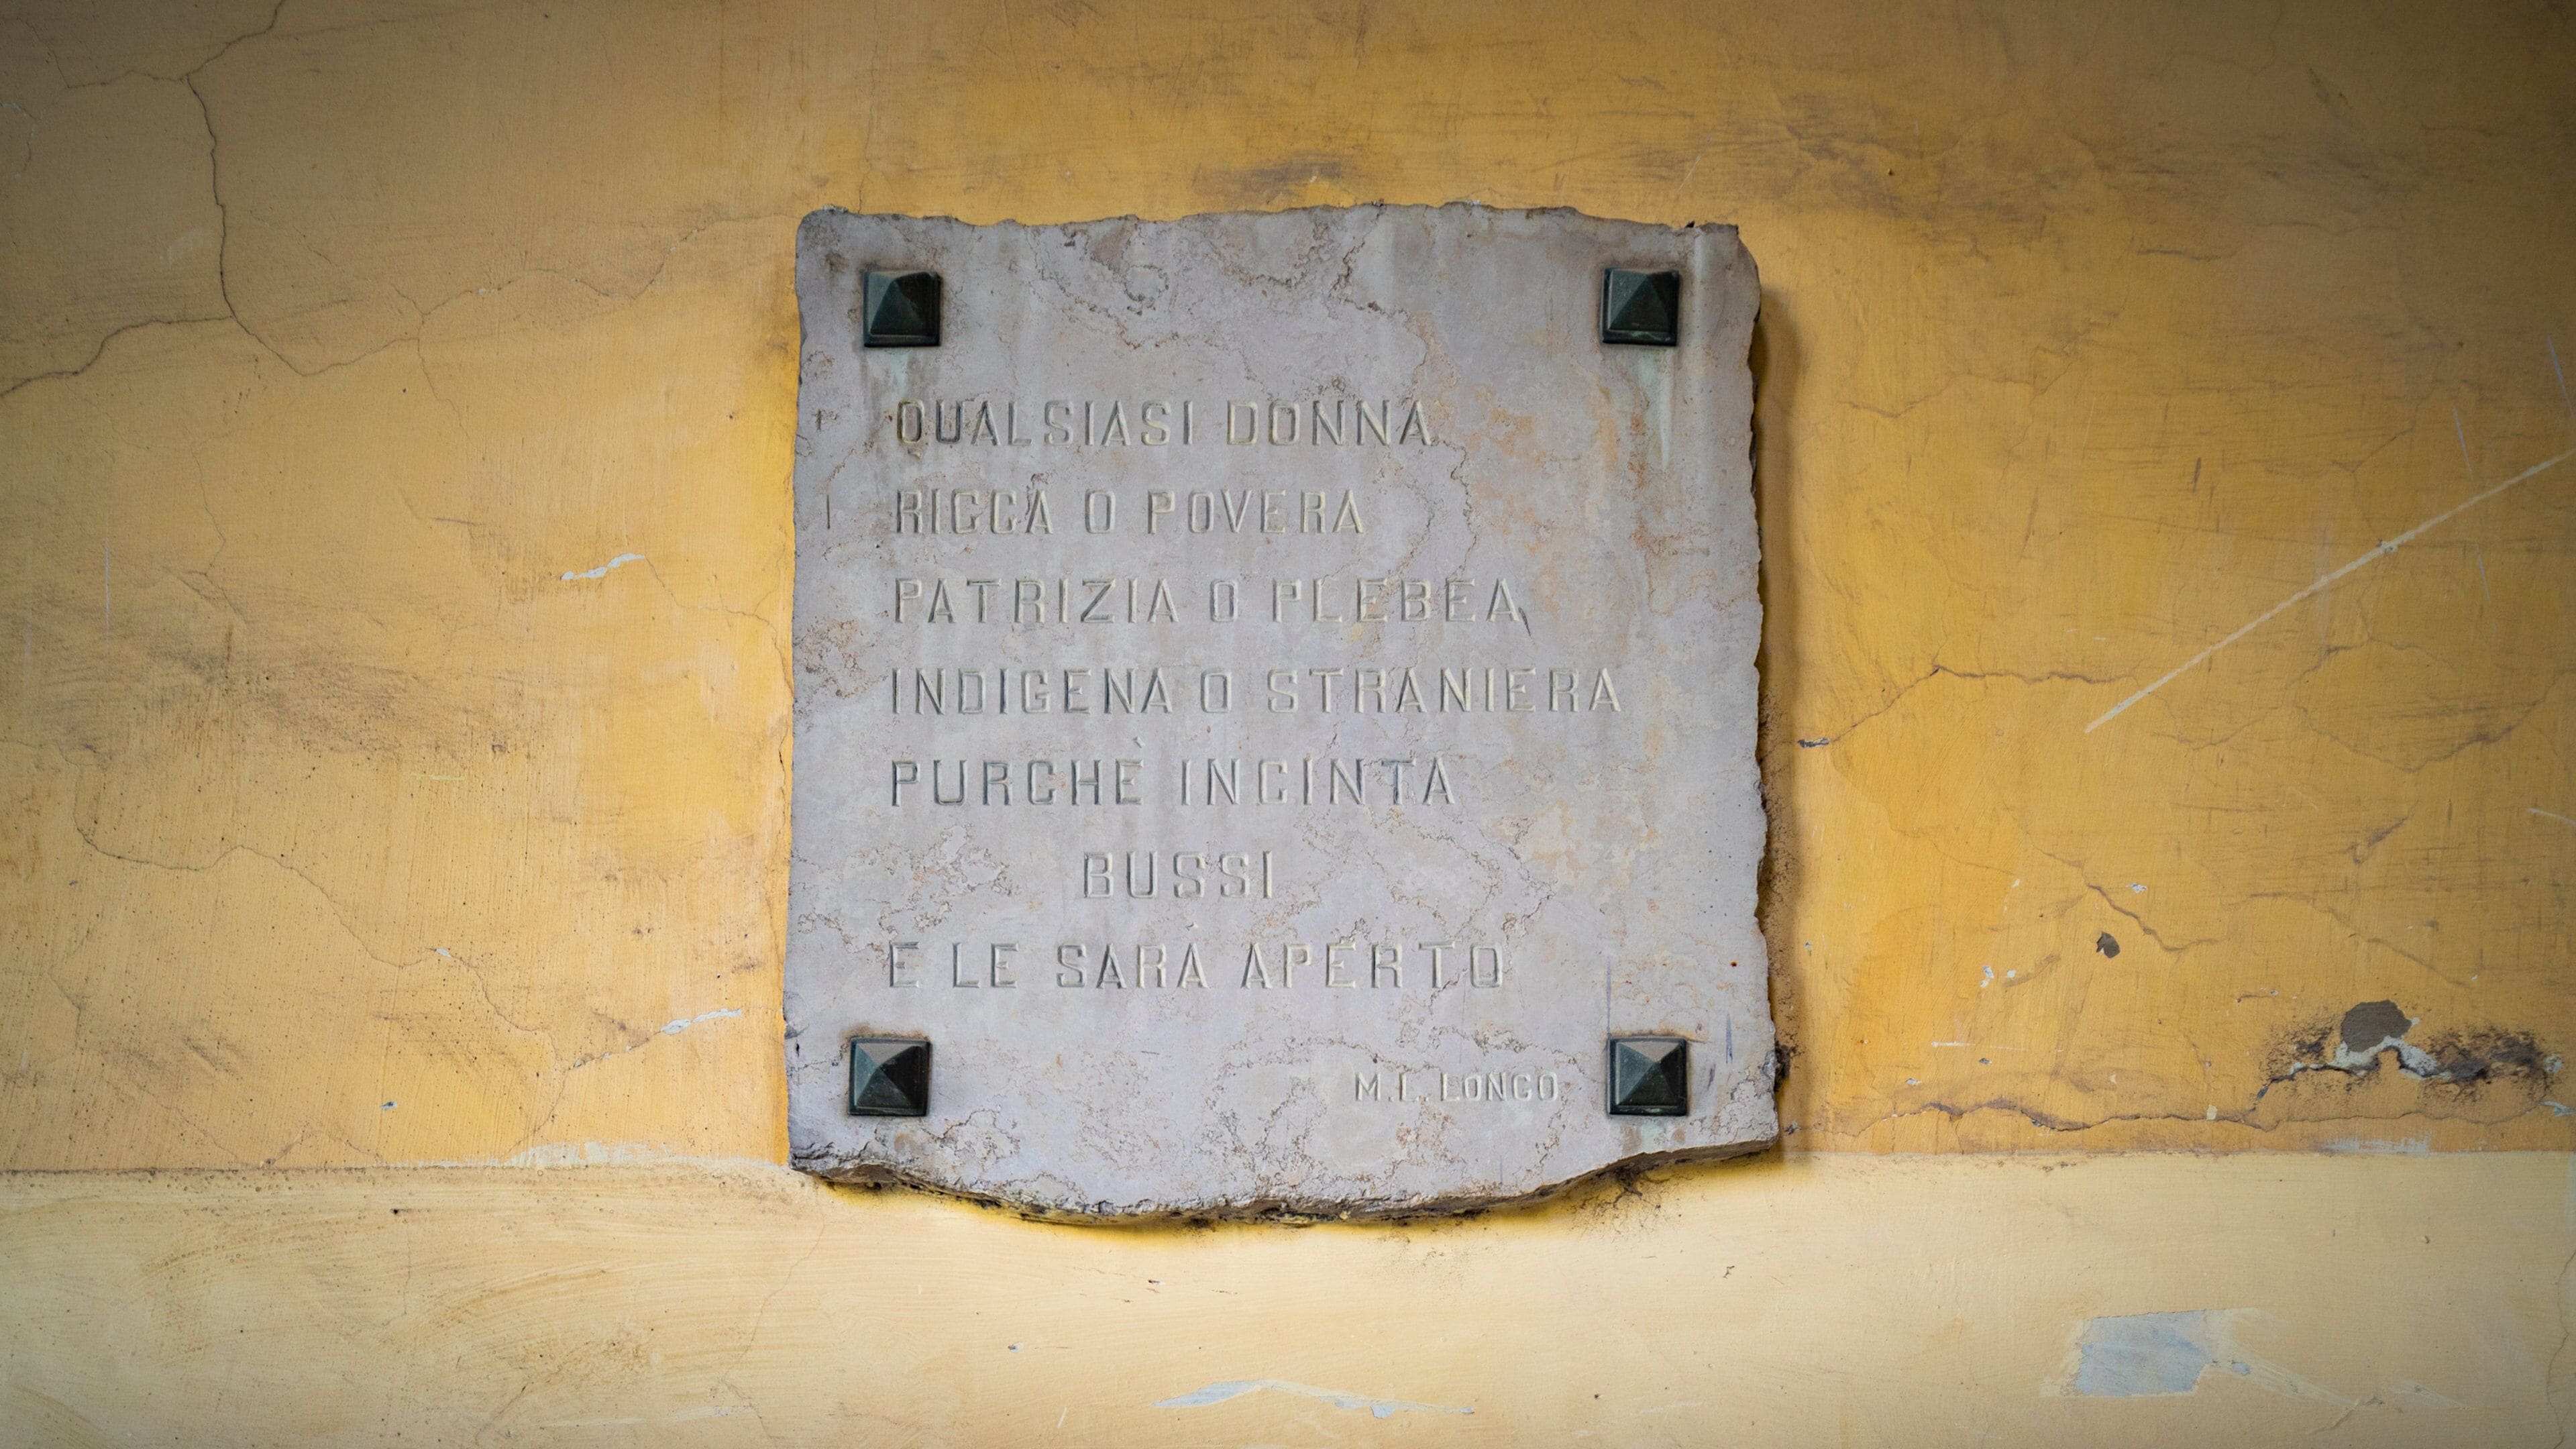 QUALSIASI DONNA
RICCA O POVERA
PATRIZIA O PLEBEA
INDIGENA O STRANIERA
PURCHÈ INCINTA
BUSSI
E LE SARÀ APERTO
M.L. LONGO